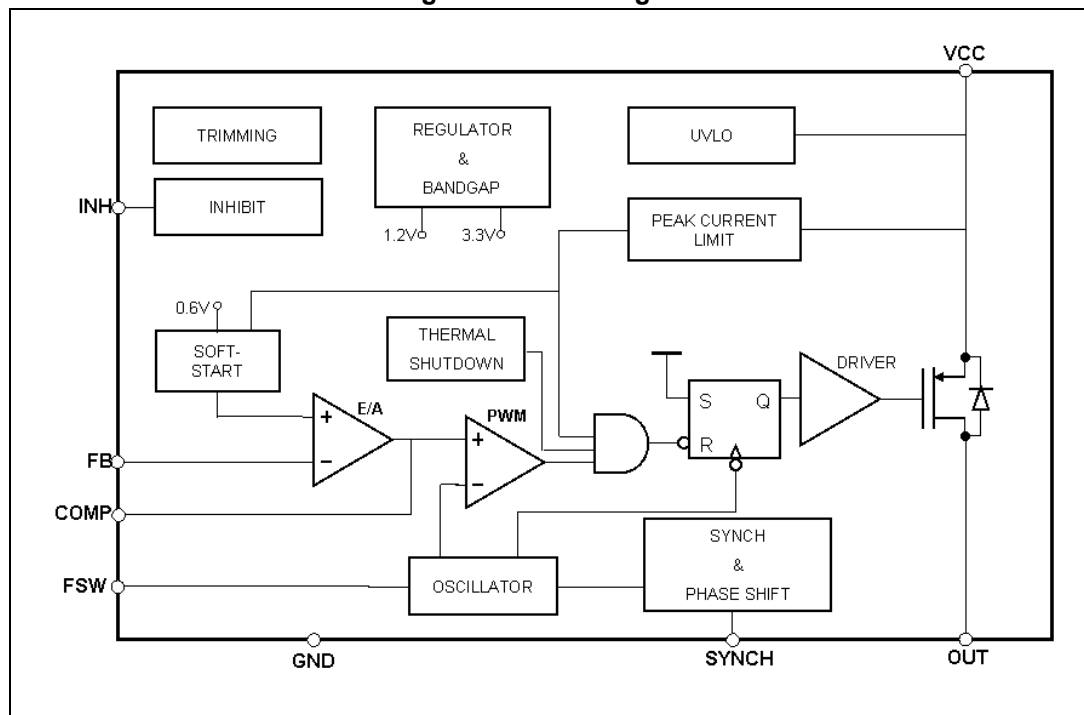 VCC
TRIMMING
REGULATOR
&
BANDGAP
UVLO
INH
INHIBIT
1.2V
3.3V
PEAK CURRENT
LIMIT
0.6V
SOFT-
START
THERMAL
SHUTDOWN
DRIVER
S
Q
R
E/A
+
−
PWM
+
−
FB
COMP
FSW
OSCILLATOR
SYNCH
&
PHASE SHIFT
GND
SYNCH
OUT